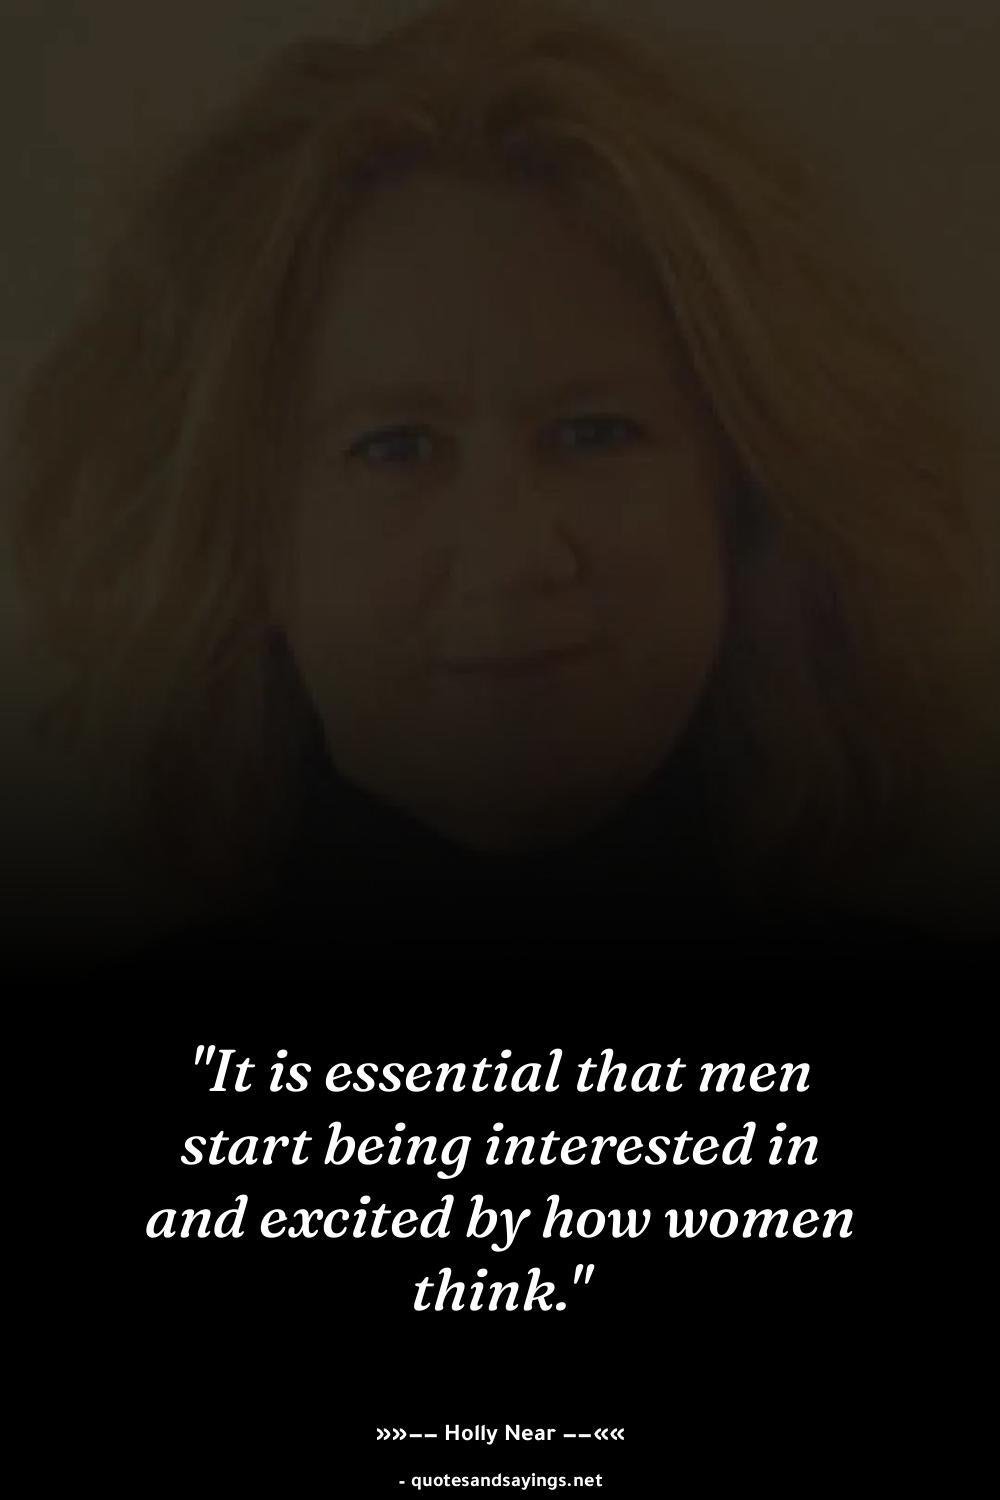 "It is essential that men
start being interested in
and excited by how women
think."
»»−− Holly Near −−««
- quotesandsayings.net